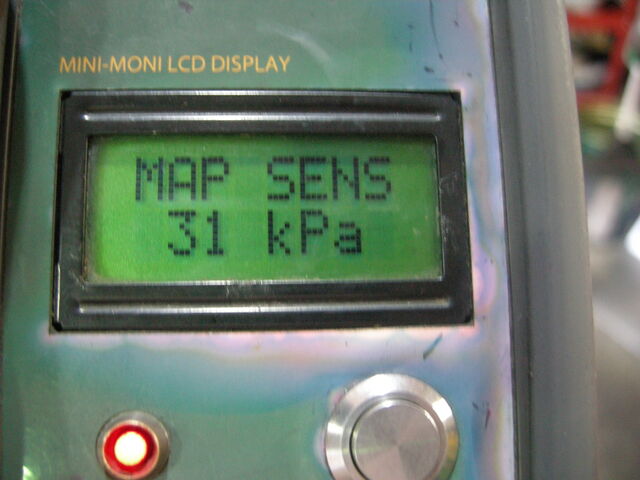 MINI-MONI LCD DISPLAY
MAP SENS
31 kPa